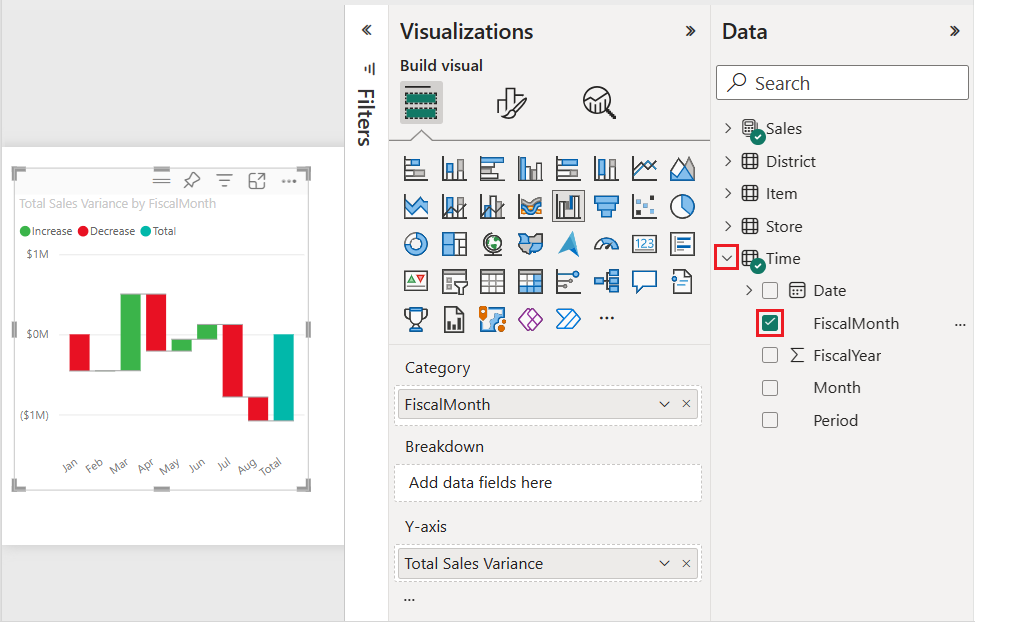 Total Sales Variance by FiscalMonth
Increase Decrease Total
$1M
$0M
($1M)
Jan Feb Mar Apr May Jun Jul Aug Total
Filters
Visualizations
Build visual
123
Category
FiscalMonth
Breakdown
Add data fields here
Y-axis
Total Sales Variance
...
Data
Search
Sales
District
Item
Store
Time
Date
FiscalMonth
FiscalYear
Month
Period